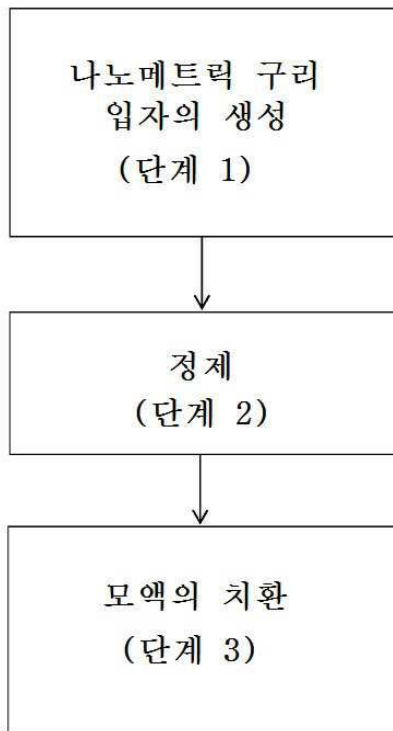 나노메트릭 구리
입자의 생성
(단계 1)
정제
(단계 2)
모액의 치환
(단계 3)